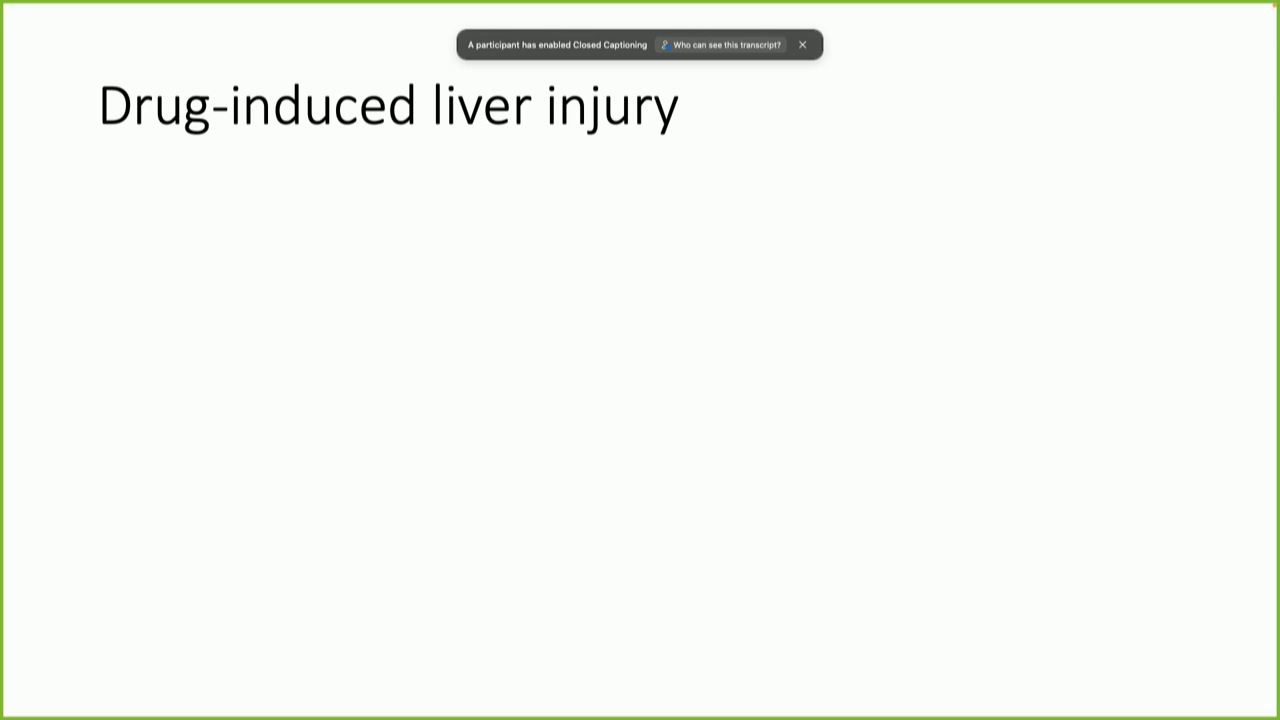 A participant has enabled Closed Captioning Who can see this transcript?
Drug-induced liver injury